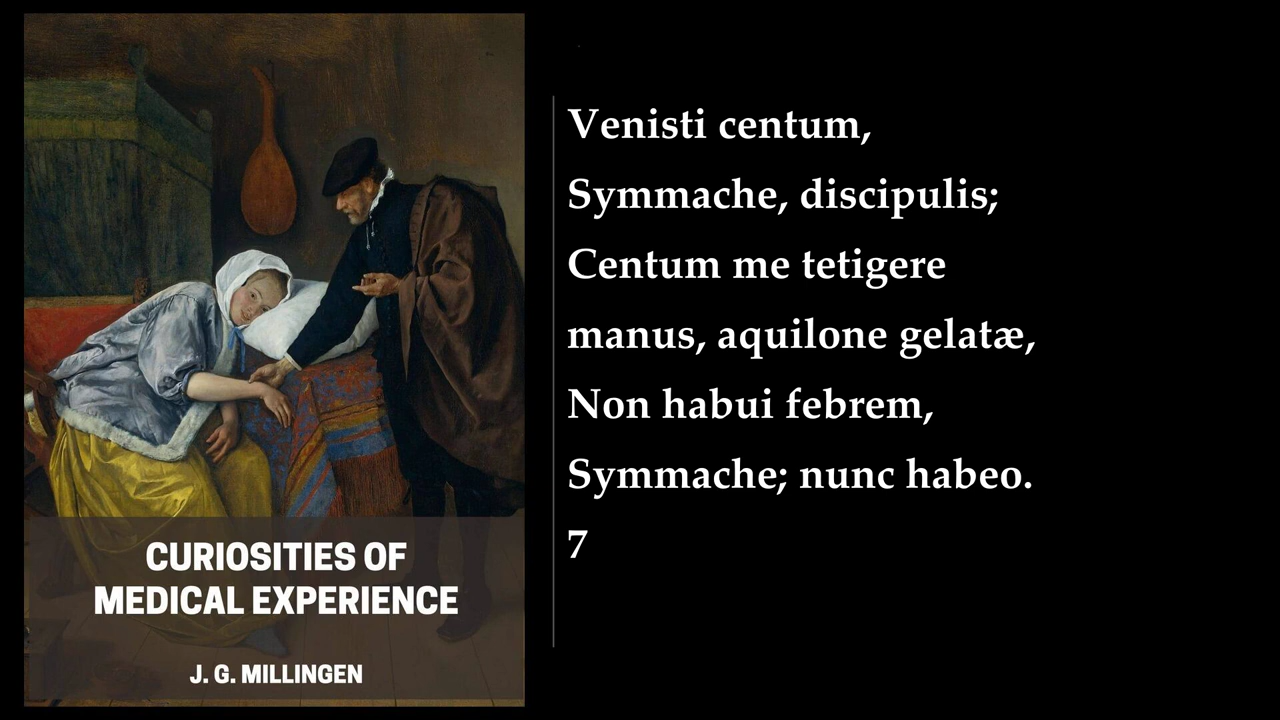 CURIOSITIES OF
MEDICAL EXPERIENCE
J. G. MILLINGEN
Venisti centum,
Symmache, discipulis;
Centum me tetigere
manus, aquilone gelatæ,
Non habui febrem,
Symmache; nunc habeo.
7